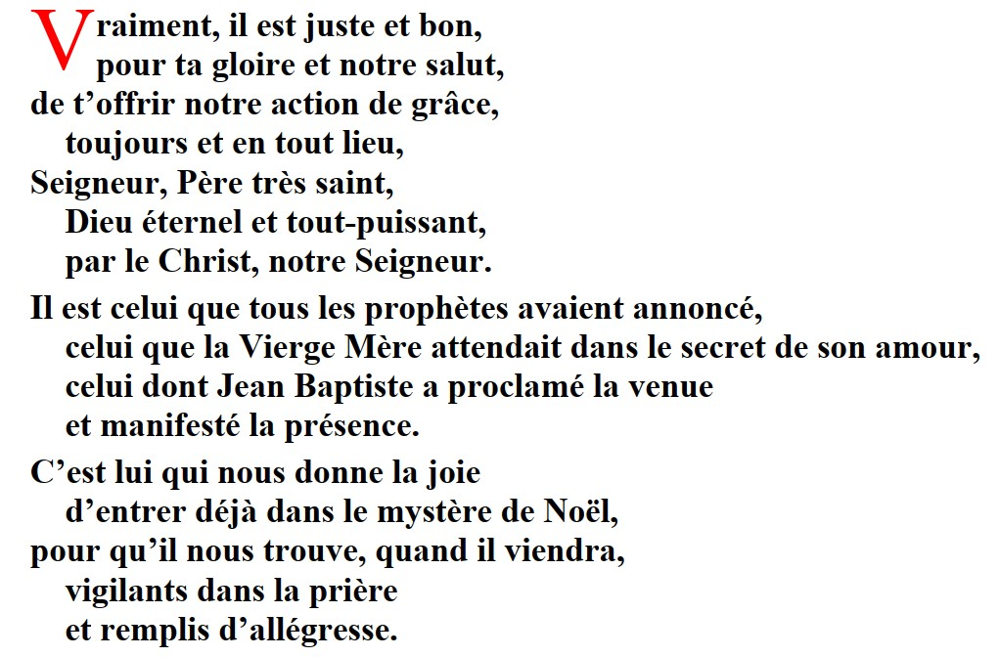 Vraiment, il est juste et bon,
pour ta gloire et notre salut,
de t’offrir notre action de grâce,
toujours et en tout lieu,
Seigneur, Père très saint,
Dieu éternel et tout-puissant,
par le Christ, notre Seigneur.
Il est celui que tous les prophètes avaient annoncé,
celui que la Vierge Mère attendait dans le secret de son amour,
celui dont Jean Baptiste a proclamé la venue
et manifesté la présence.
C’est lui qui nous donne la joie
d’entrer déjà dans le mystère de Noël,
pour qu’il nous trouve, quand il viendra,
vigilants dans la prière
et remplis d’allégresse.